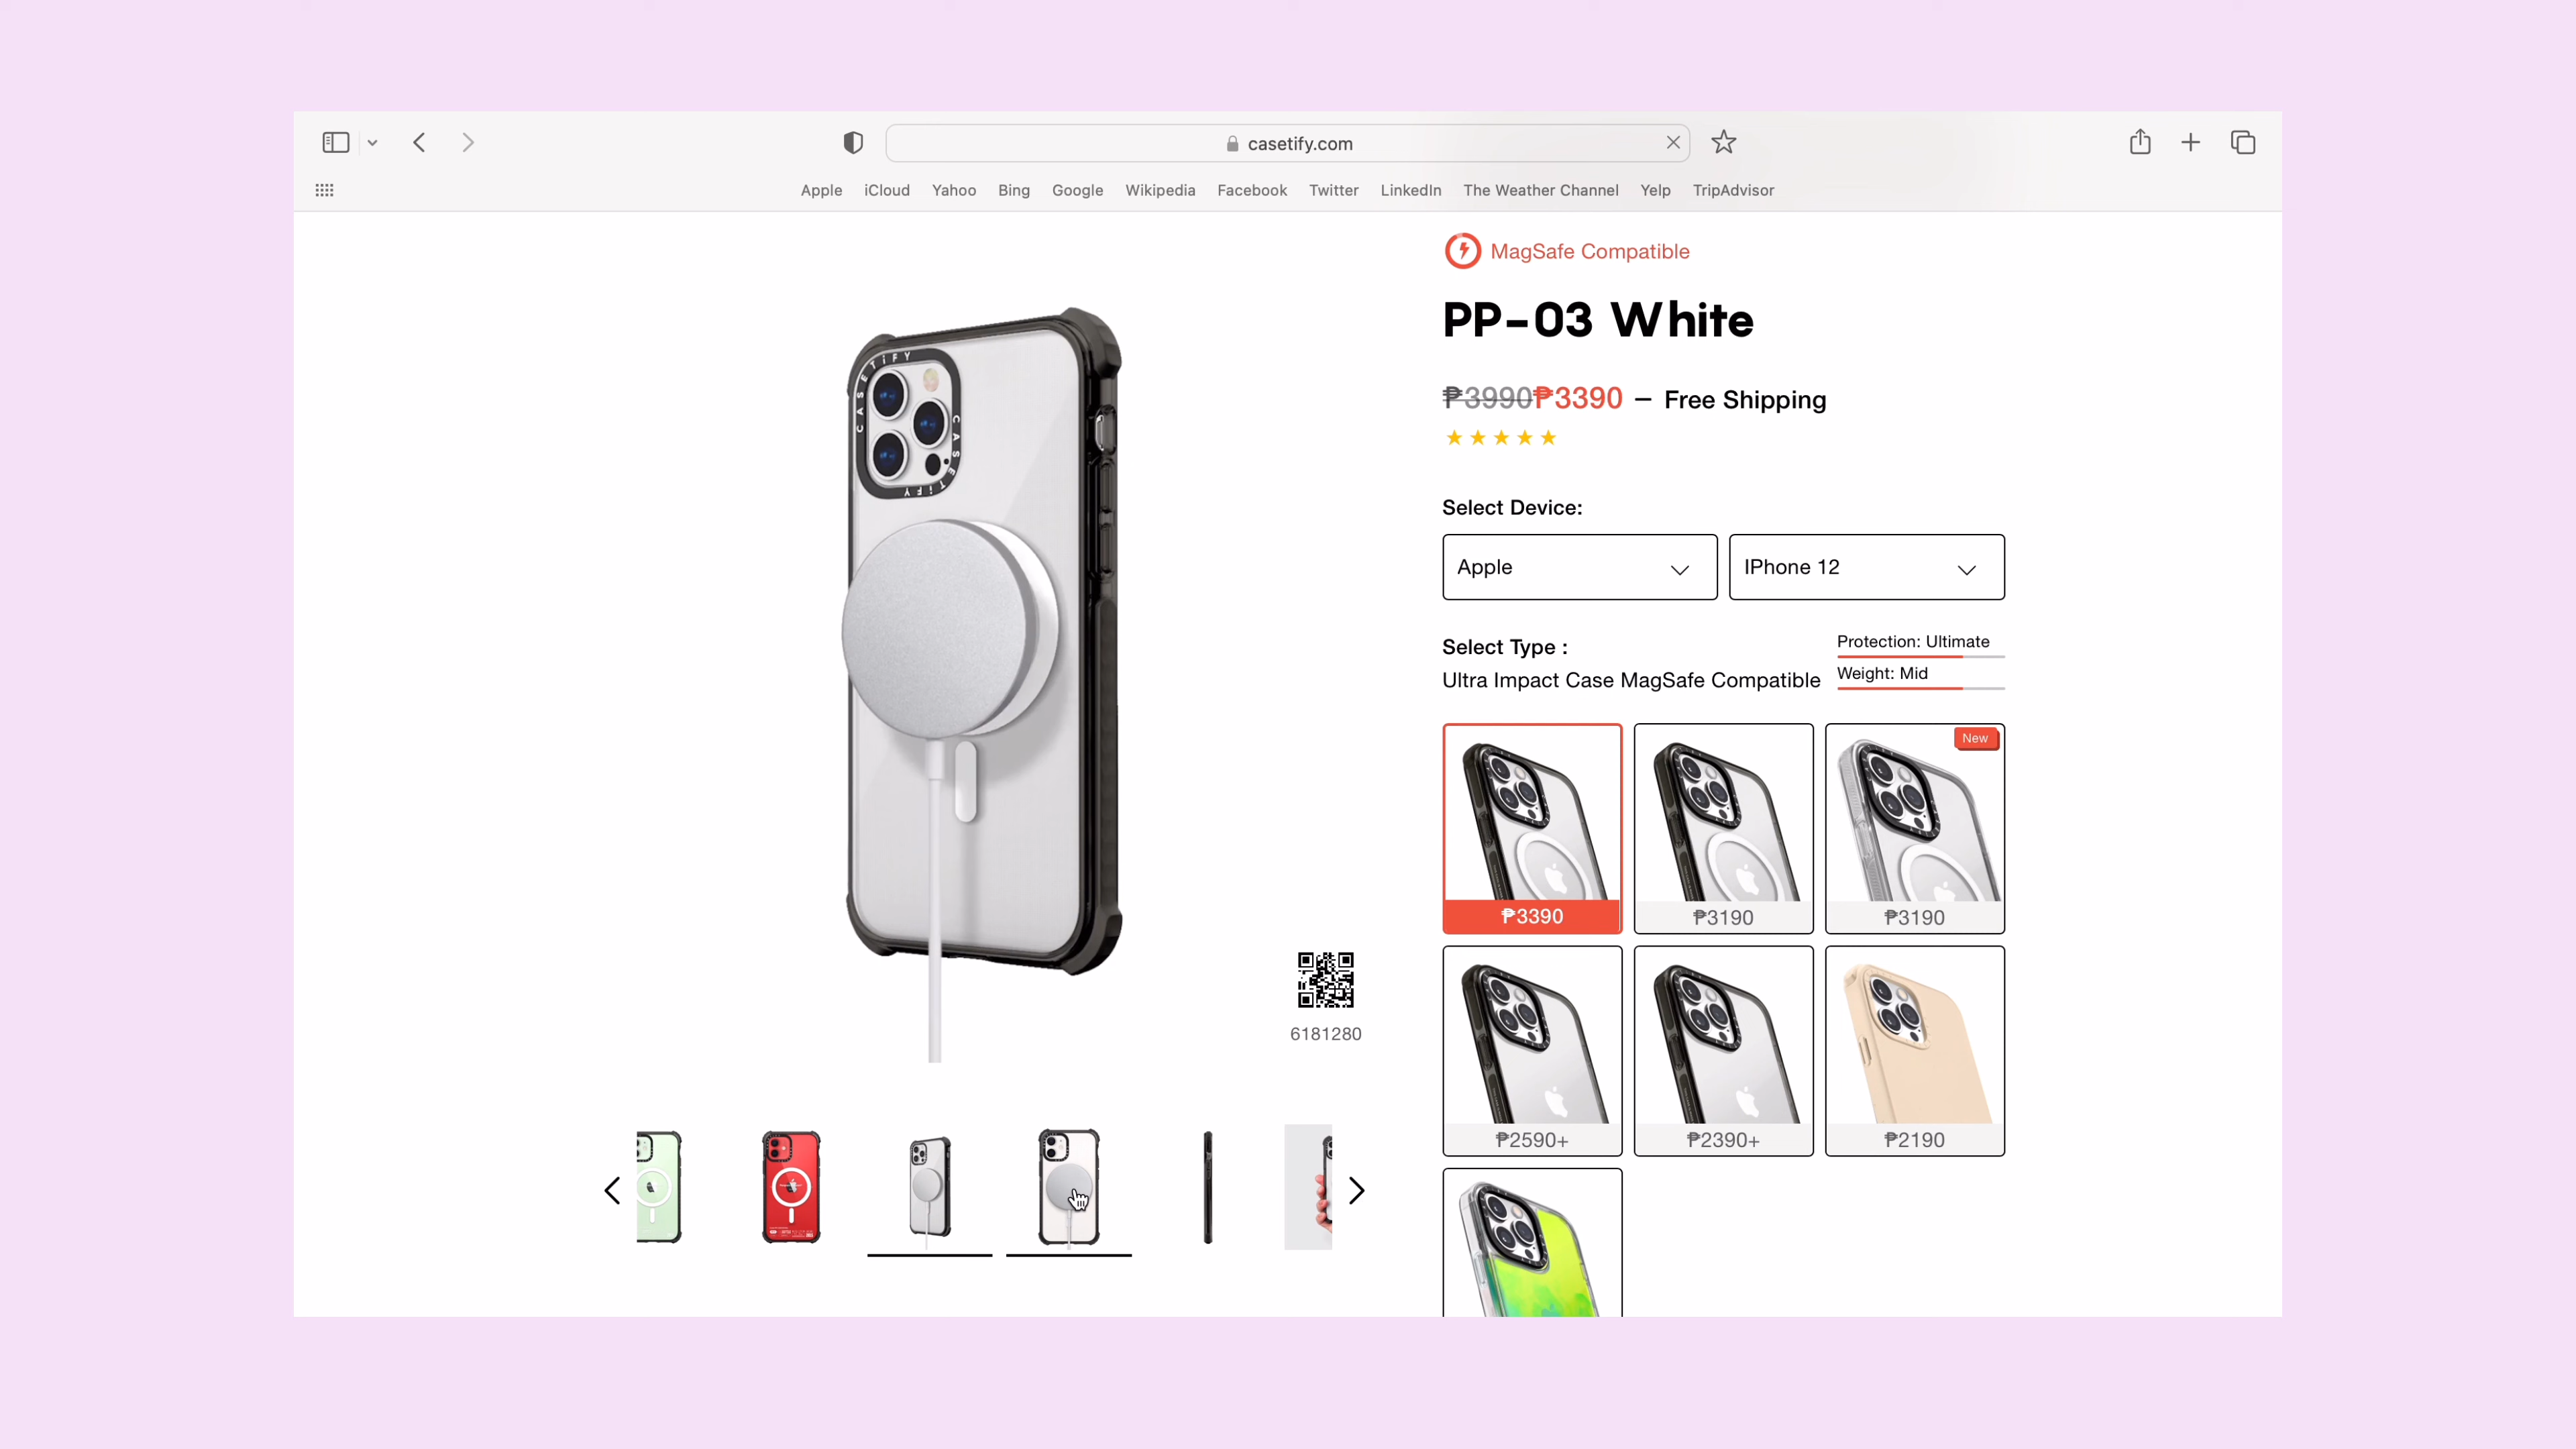 casetify.com
Apple iCloud Yahoo Bing Google Wikipedia Facebook Twitter LinkedIn The Weather Channel Yelp TripAdvisor
MagSafe Compatible
PP-03 White
₱3990₱3390 — Free Shipping
Select Device:
Apple
IPhone 12
Select Type :
Ultra Impact Case MagSafe Compatible
Protection: Ultimate
Weight: Mid
CASETiFY
CASETiFY
New
₱3390
₱3190
₱3190
₱2590+
₱2390+
₱2190
6181280